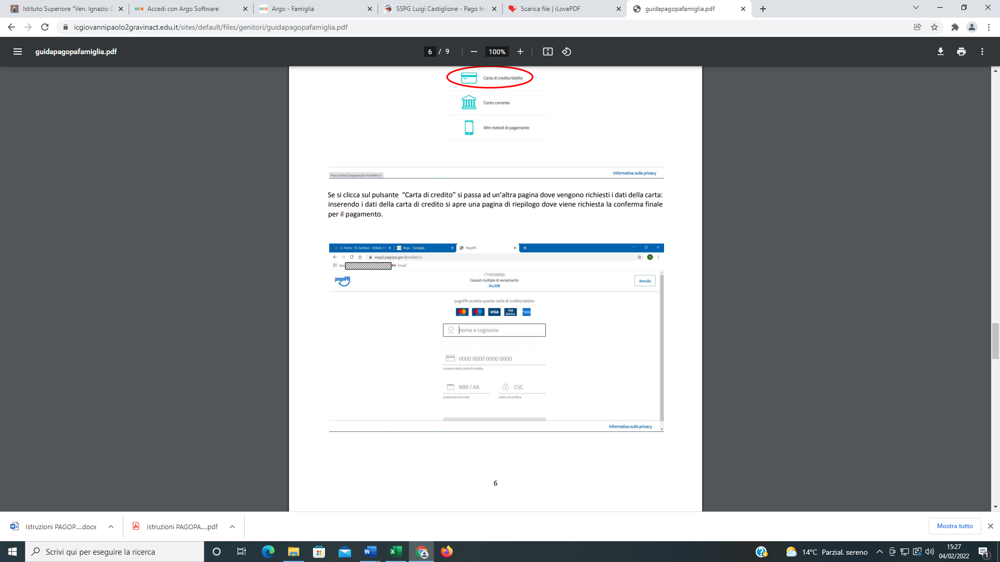 Istituto Superiore "Ven. Ignazio C
Accedi con Argo Software
Argo - Famiglia
SSPG Luigi Castiglione - Pago In
Scarica file | iLovePDF
guidapagopafamiglia.pdf
icgiovannipaolo2gravinact.edu.it/sites/default/files/genitori/guidapagopafamiglia.pdf
guidapagopafamiglia.pdf
6 / 9
100%
Carta di credito/debito
Conto corrente
Altri metodi di pagamento
https://wisp2.pagopa.gov.it/wallet/cc
Informativa sulla privacy
Se si clicca sul pulsante “Carta di credito” si passa ad un’altra pagina dove vengono richiesti i dati della carta:
inserendo i dati della carta di credito si apre una pagina di riepilogo dove viene richiesta la conferma finale
per il pagamento.
E. Fermi – R. Guttuso – Istituto S
Argo - Famiglia
PagoPA
wisp2.pagopa.gov.it/wallet/cc
S
App
Gmail
pagoPA
CTIS03900Q
Causali multiple di versamento
54,00€
Annulla
pagoPA accetta queste carte di credito/debito
VISA
VISA Electron
nome e cognome
0000 0000 0000 0000
numero della carta di credito
MM / AA
CVC
scadenza (mm/aa)
codice di verifica
Informativa sulla privacy
6
Istruzioni PAGOP....docx
Istruzioni PAGOPA....pdf
Mostra tutto
Scrivi qui per eseguire la ricerca
14°C Parzial. sereno
15:27
04/02/2022
1